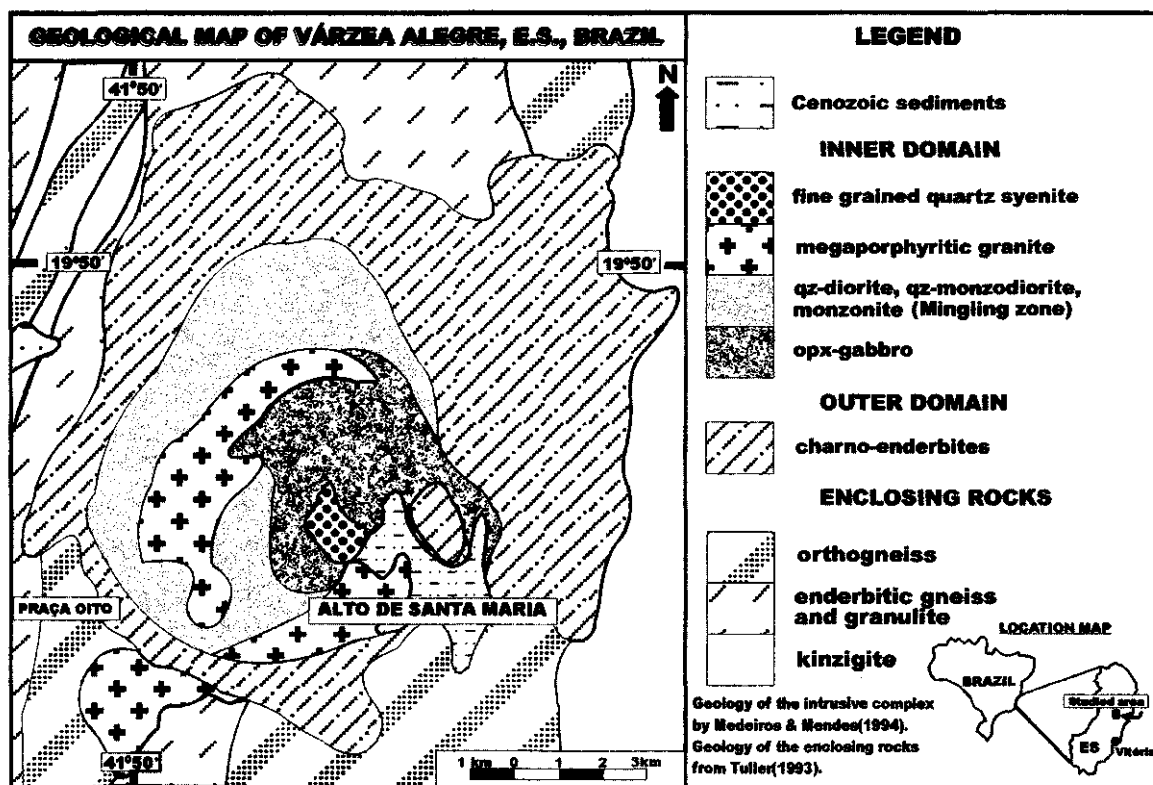 GEOLOGICAL MAP OF VÁRZEA ALEGRE, E.S., BRAZIL
41°50′
N
19°50′
19°50′
PRAÇA OITO
ALTO DE SANTA MARIA
41°50′
1 km 0 1 2 3km
LEGEND
Cenozoic sediments
INNER DOMAIN
fine grained quartz syenite
megaporphyritic granite
qz-diorite, qz-monzodiorite,
monzonite (Mingling zone)
opx-gabbro
OUTER DOMAIN
charno-enderbites
ENCLOSING ROCKS
orthogneiss
enderbitic gneiss
and granulite
kinzigite
LOCATION MAP
BRAZIL
Studied area
ES
Vitória
Geology of the intrusive complex
by Medeiros & Mendes(1994).
Geology of the enclosing rocks
from Tuller(1993).